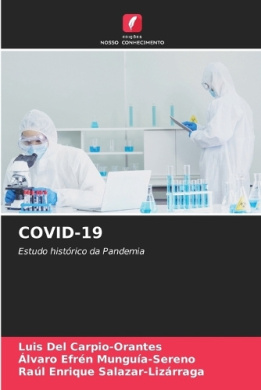 edições
NOSSO CONHECIMENTO
COVID-19
Estudo histórico da Pandemia
Luis Del Carpio-Orantes
Álvaro Efrén Munguía-Sereno
Raúl Enrique Salazar-Lizárraga